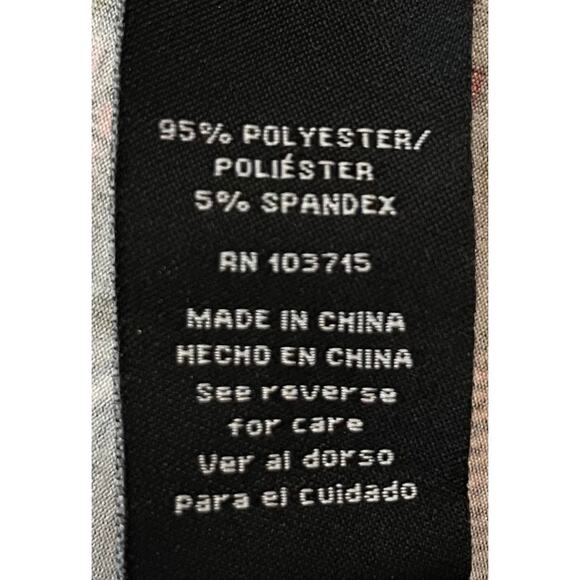 95% POLYESTER/
POLIÉSTER
5% SPANDEX
RN 103715
MADE IN CHINA
HECHO EN CHINA
See reverse
for care
Ver al dorso
para el cuidado